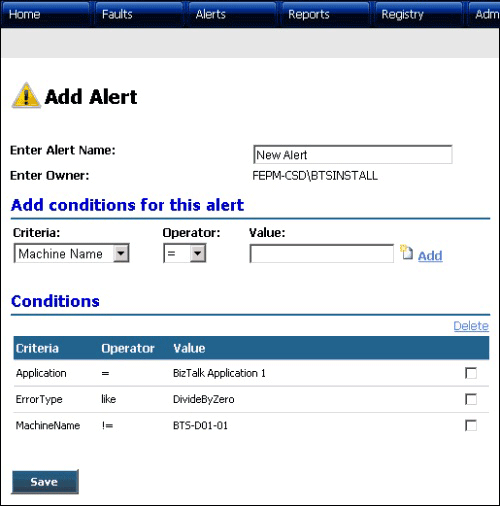 Home Faults Alerts Reports Registry Adm
Add Alert
Enter Alert Name: New Alert
Enter Owner: FEPM-CSD\BTSINSTALL
Add conditions for this alert
Criteria: Operator: Value:
Machine Name = Add
Conditions
Delete
Criteria Operator Value
Application = BizTalk Application 1
ErrorType like DivideByZero
MachineName != BTS-D01-01
Save